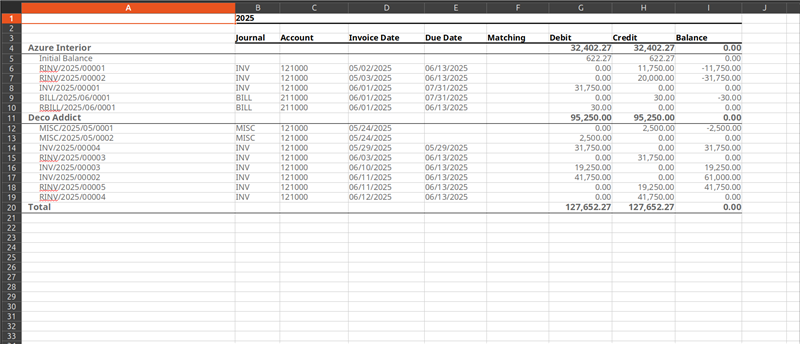 A B C D E F G H I J
1 2025
2
3 Journal Account Invoice Date Due Date Matching Debit Credit Balance
4 Azure Interior 32,402.27 32,402.27 0.00
5 Initial Balance 622.27 622.27 0.00
6 RINV/2025/00001 INV 121000 05/02/2025 06/13/2025 0.00 11,750.00 -11,750.00
7 RINV/2025/00002 INV 121000 05/03/2025 06/13/2025 0.00 20,000.00 -31,750.00
8 INV/2025/00001 INV 121000 06/01/2025 07/31/2025 31,750.00 0.00
9 BILL/2025/06/0001 BILL 211000 06/01/2025 07/31/2025 0.00 30.00 -30.00
10 RBILL/2025/06/0001 BILL 211000 06/01/2025 06/13/2025 30.00 0.00
11 Deco Addict 95,250.00 95,250.00 0.00
12 MISC/2025/05/0001 MISC 121000 05/24/2025 0.00 2,500.00 -2,500.00
13 MISC/2025/05/0002 MISC 121000 05/24/2025 2,500.00 0.00
14 INV/2025/00004 INV 121000 05/29/2025 05/29/2025 31,750.00 0.00 31,750.00
15 RINV/2025/00003 INV 121000 06/03/2025 06/13/2025 0.00 31,750.00
16 INV/2025/00003 INV 121000 06/10/2025 06/13/2025 19,250.00 0.00 19,250.00
17 INV/2025/00002 INV 121000 06/11/2025 06/13/2025 41,750.00 0.00 61,000.00
18 RINV/2025/00005 INV 121000 06/11/2025 06/13/2025 0.00 19,250.00 41,750.00
19 RINV/2025/00004 INV 121000 06/12/2025 06/13/2025 0.00 41,750.00
20 Total 127,652.27 127,652.27 0.00
21
22
23
24
25
26
27
28
29
30
31
32
33